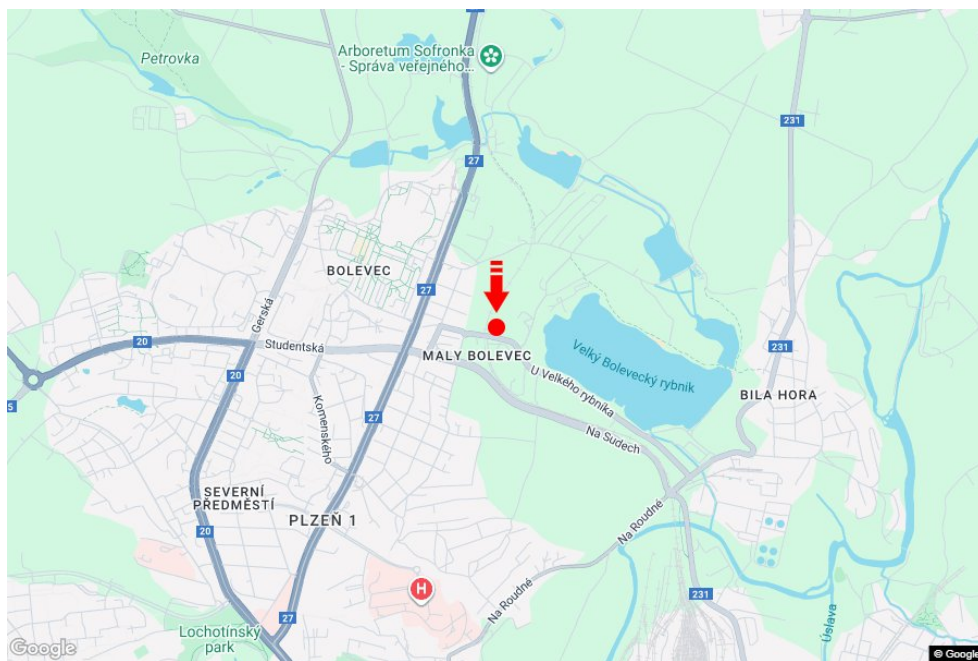 Arboretum Sofronka
- Správa veřejného...
Petrovka
231
27
27
BOLEVEC
Gerská
27
20
Studentská
MALY BOLEVEC
Velký Bolevecký rybník
231
U Velkého rybníka
BILA HORA
5
20
Komenského
27
Na Sudech
SEVERNÍ
PŘEDMĚSTÍ
PLZEŇ 1
Na Roudné
20
H
Na Roudné
231
27
Lochotínský
park
Úslava
Google
© Google